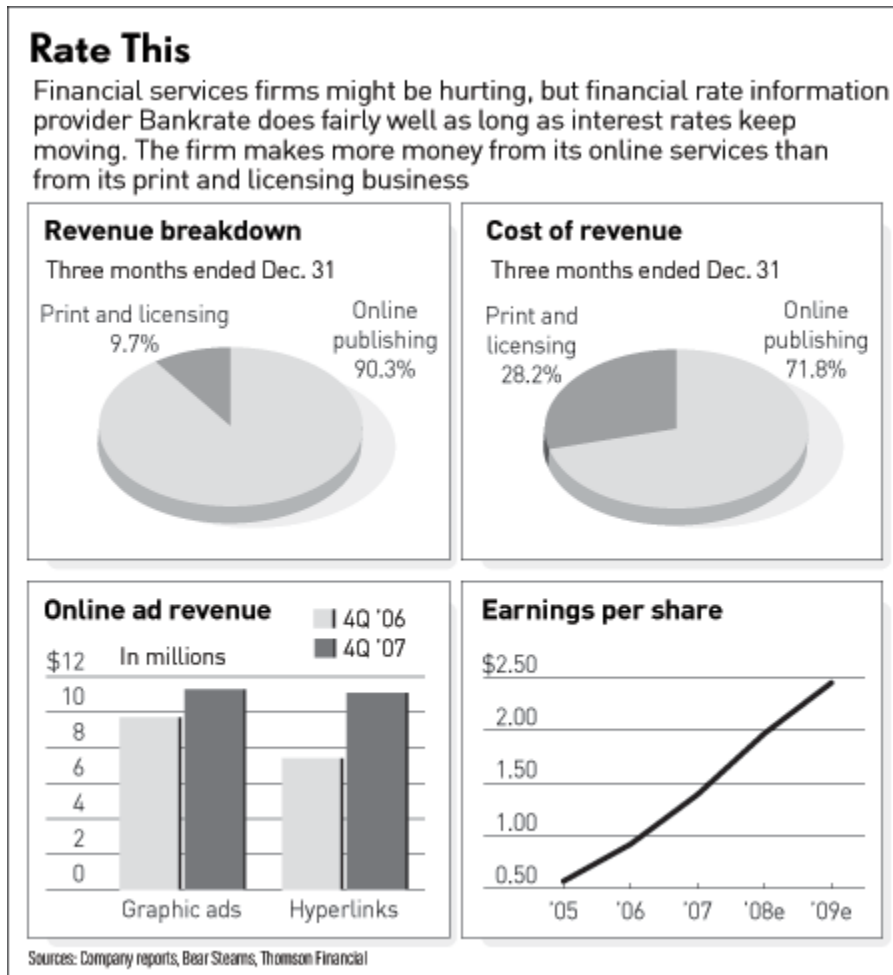 Rate This
Financial services firms might be hurting, but financial rate information
provider Bankrate does fairly well as long as interest rates keep
moving. The firm makes more money from its online services than
from its print and licensing business
Revenue breakdown
Three months ended Dec. 31
Print and licensing
9.7%
Online
publishing
90.3%
Cost of revenue
Three months ended Dec. 31
Print and
licensing
28.2%
Online
publishing
71.8%
Online ad revenue
4Q '06
4Q '07
$12 In millions
10
8
6
4
2
0
Graphic ads Hyperlinks
Earnings per share
$2.50
2.00
1.50
1.00
0.50
'05 '06 '07 '08e '09e
Sources: Company reports, Bear Stearns, Thomson Financial